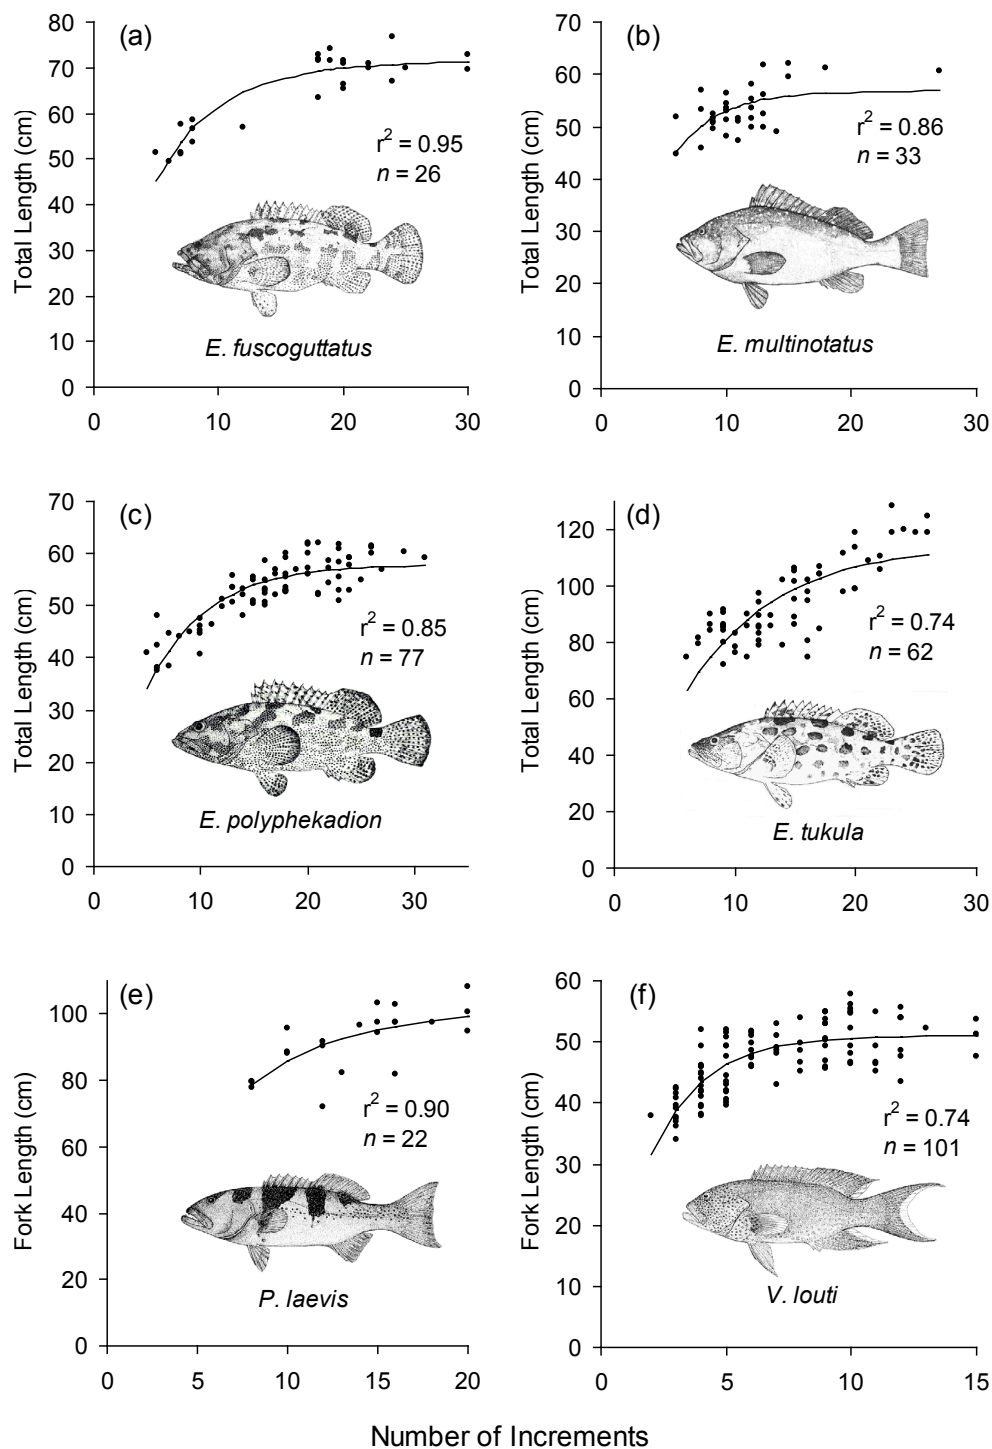 (a)
80
70
60
50
40
30
20
10
0
Total Length (cm)
r² = 0.95
n = 26
E. fuscoguttatus
0 10 20 30
(b)
70
60
50
40
30
20
10
0
Total Length (cm)
r² = 0.86
n = 33
E. multinotatus
0 10 20 30
(c)
70
60
50
40
30
20
10
0
Total Length (cm)
r² = 0.85
n = 77
E. polyphekadion
0 10 20 30
(d)
120
100
80
60
40
20
0
Total Length (cm)
r² = 0.74
n = 62
E. tukula
0 10 20 30
(e)
100
80
60
40
20
0
Fork Length (cm)
r² = 0.90
n = 22
P. laevis
0 5 10 15 20
(f)
60
50
40
30
20
10
0
Fork Length (cm)
r² = 0.74
n = 101
V. louti
0 5 10 15
Number of Increments